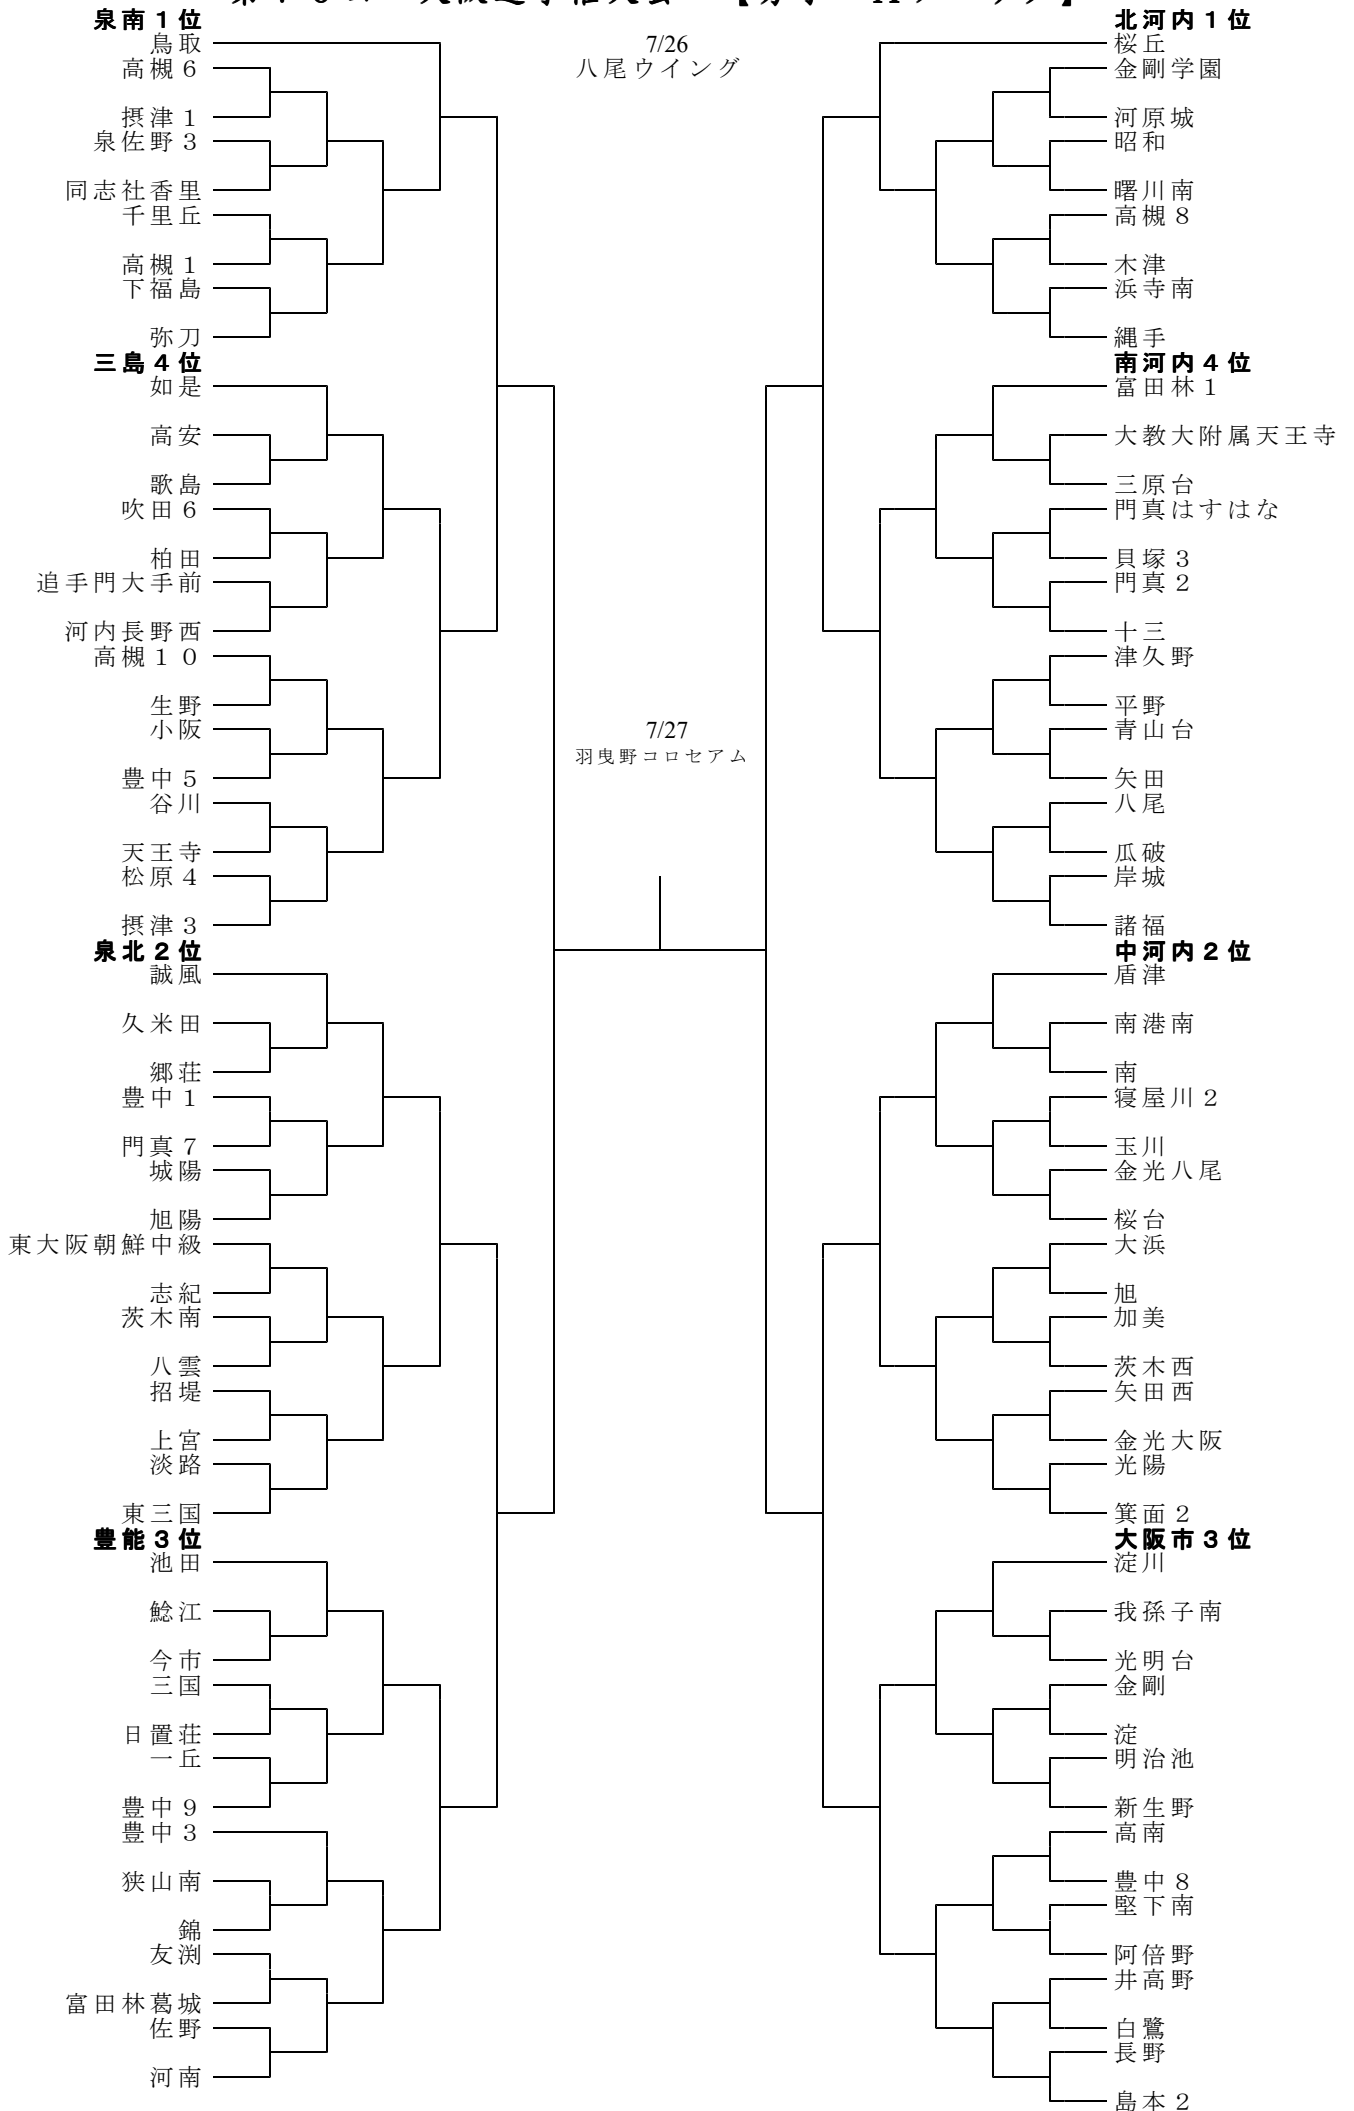 泉南１位
鳥取
高槻６
摂津１
泉佐野３
同志社香里
千里丘
高槻１
下福島
弥刀
三島４位
如是
高安
歌島
吹田６
柏田
追手門大手前
河内長野西
高槻１０
生野
小阪
豊中５
谷川
天王寺
松原４
摂津３
泉北２位
誠風
久米田
郷荘
豊中１
門真７
城陽
旭陽
東大阪朝鮮中級
志紀
茨木南
八雲
招堤
上宮
淡路
東三国
豊能３位
池田
鯰江
今市
三国
日置荘
一丘
豊中９
豊中３
狭山南
錦
友渕
富田林葛城
佐野
河南
7/26
八尾ウイング
7/27
羽曳野コロセアム
北河内１位
桜丘
金剛学園
河原城
昭和
曙川南
高槻８
木津
浜寺南
縄手
南河内４位
富田林１
大教大附属天王寺
三原台
門真はすはな
貝塚３
門真２
十三
津久野
平野
青山台
矢田
八尾
瓜破
岸城
諸福
中河内２位
盾津
南港南
南
寝屋川２
玉川
金光八尾
桜台
大浜
旭
加美
茨木西
矢田西
金光大阪
光陽
箕面２
大阪市３位
淀川
我孫子南
光明台
金剛
淀
明治池
新生野
高南
豊中８
堅下南
阿倍野
井高野
白鷺
長野
島本２